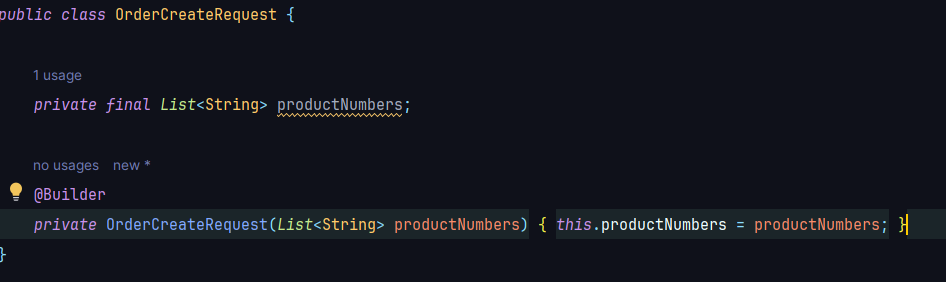 public class OrderCreateRequest {
1 usage
private final List<String> productNumbers;
no usages new *
@Builder
private OrderCreateRequest(List<String> productNumbers) { this.productNumbers = productNumbers; }
}